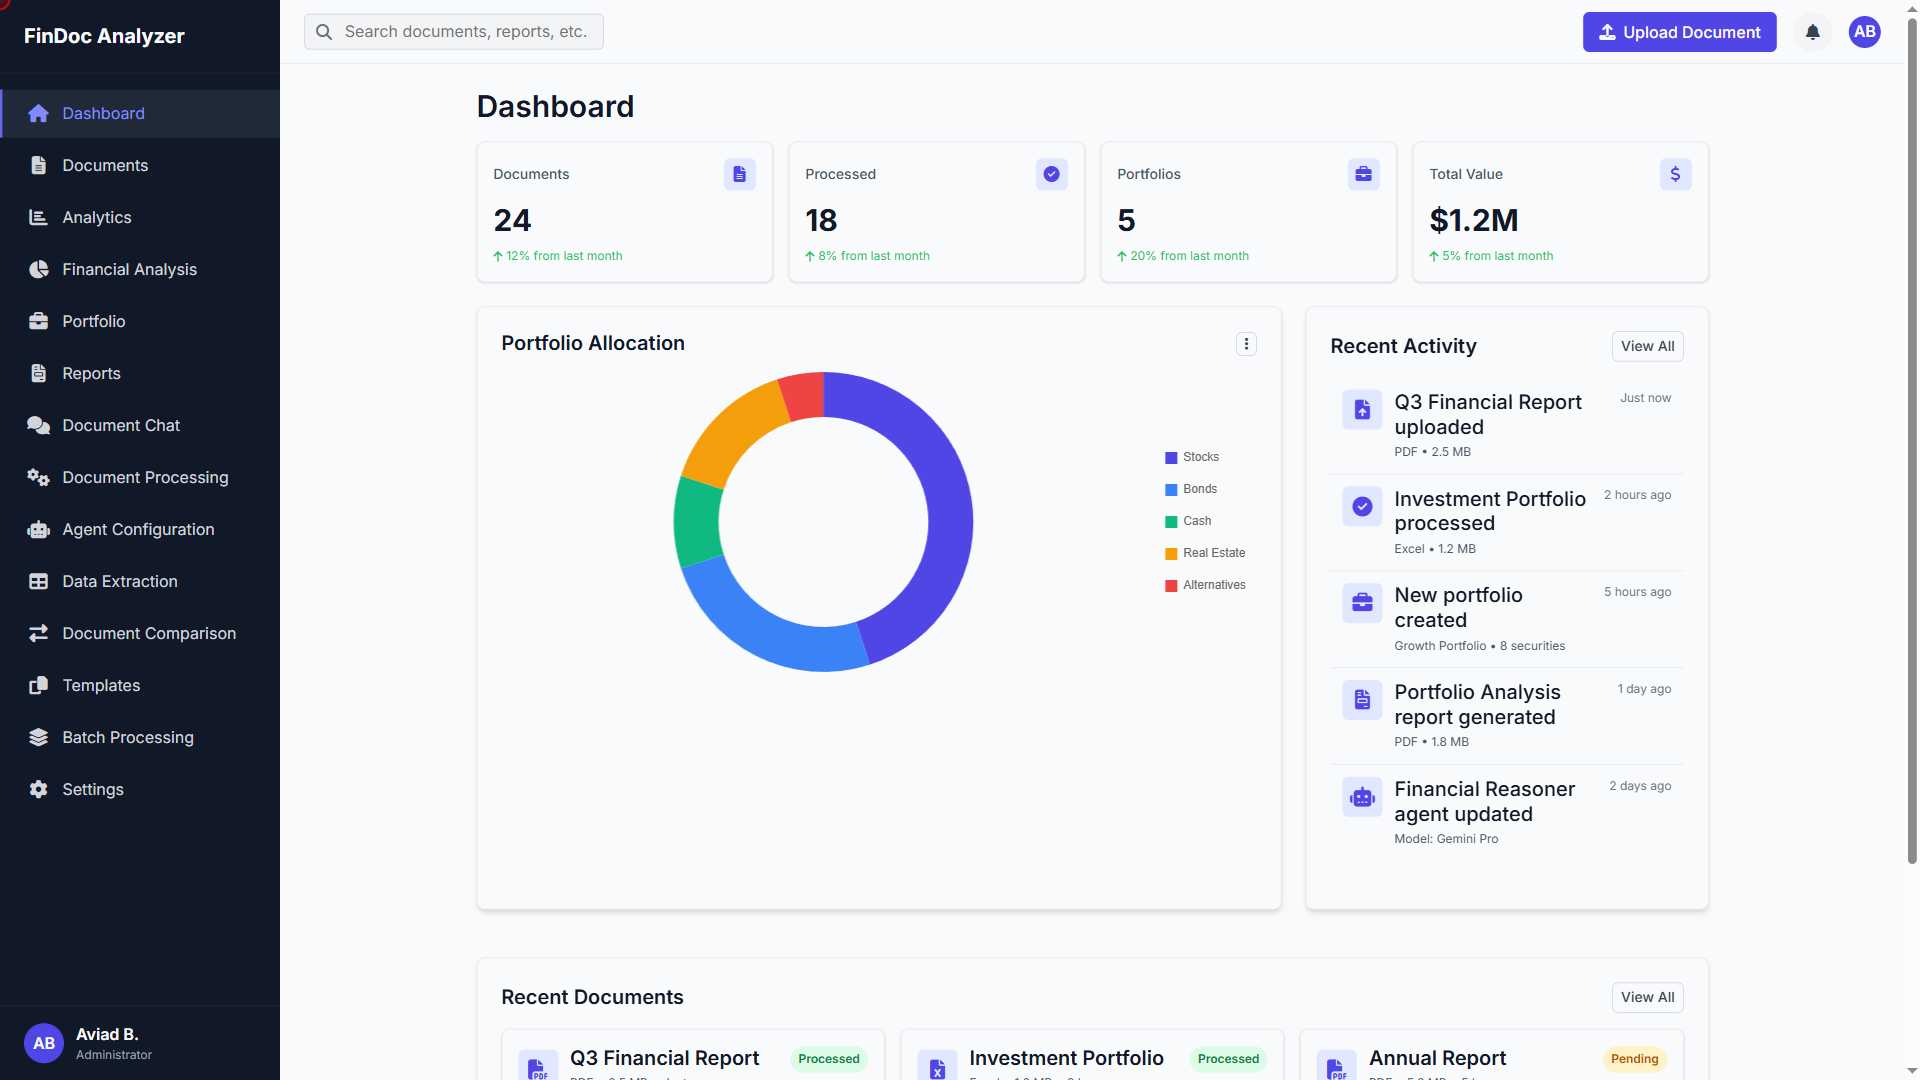 FinDoc Analyzer
Dashboard
Documents
Analytics
Financial Analysis
Portfolio
Reports
Document Chat
Document Processing
Agent Configuration
Data Extraction
Document Comparison
Templates
Batch Processing
Settings
AB
Aviad B.
Administrator
Search documents, reports, etc.
Upload Document
AB
Dashboard
Documents
24
12% from last month
Processed
18
8% from last month
Portfolios
5
20% from last month
Total Value
$
$1.2M
5% from last month
Portfolio Allocation
Stocks
Bonds
Cash
Real Estate
Alternatives
Recent Activity
View All
Q3 Financial Report
uploaded
Just now
PDF • 2.5 MB
Investment Portfolio
processed
2 hours ago
Excel • 1.2 MB
New portfolio
created
5 hours ago
Growth Portfolio • 8 securities
Portfolio Analysis
report generated
1 day ago
PDF • 1.8 MB
Financial Reasoner
agent updated
2 days ago
Model: Gemini Pro
Recent Documents
View All
PDF
Q3 Financial Report
Processed
X
Investment Portfolio
Processed
PDF
Annual Report
Pending